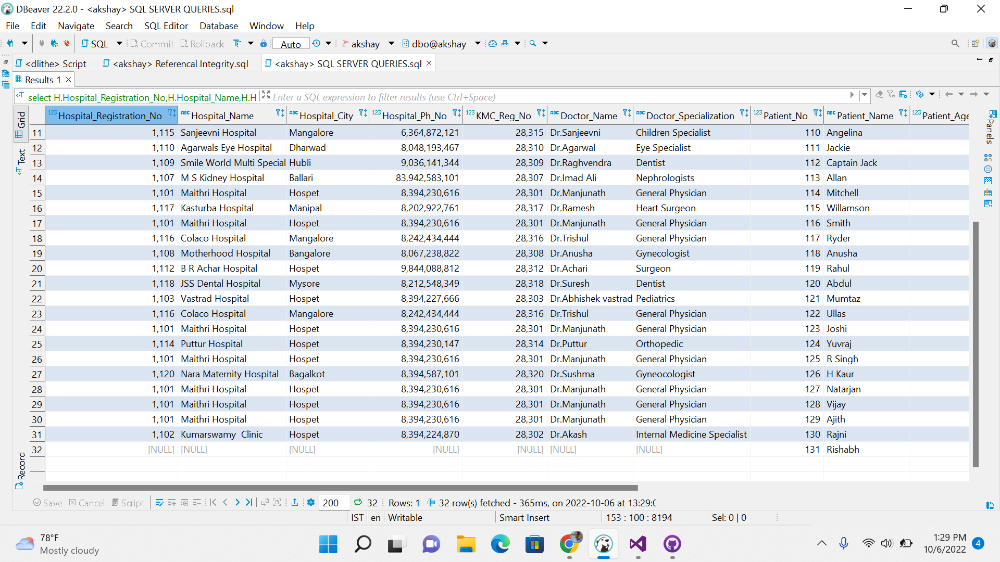 DBeaver 22.2.0 - <akshay> SQL SERVER QUERIES.sql
File Edit Navigate Search SQL Editor Database Window Help
SQL Commit Rollback Auto akshay dbo@akshay
<dlithe> Script <akshay> Referencal Integrity.sql <akshay> SQL SERVER QUERIES.sql
Results 1
select H.Hospital_Registration_No,H.Hospital_Name,H.H Enter a SQL expression to filter results (use Ctrl+Space)
Grid
Text
Record
Panels
123 Hospital_Registration_No ABC Hospital_Name ABC Hospital_City 123 Hospital_Ph_No 123 KMC_Reg_No ABC Doctor_Name ABC Doctor_Specialization 123 Patient_No ABC Patient_Name 123 Patient_Age
11 1,115 Sanjeevni Hospital Mangalore 6,364,872,121 28,315 Dr.Sanjeevni Children Specialist 110 Angelina
12 1,110 Agarwals Eye Hospital Dharwad 8,048,193,467 28,310 Dr.Agarwal Eye Specialist 111 Jackie
13 1,109 Smile World Multi Special Hubli 9,036,141,344 28,309 Dr.Raghvendra Dentist 112 Captain Jack
14 1,107 M S Kidney Hospital Ballari 83,942,583,101 28,307 Dr.Imad Ali Nephrologists 113 Allan
15 1,101 Maithri Hospital Hospet 8,394,230,616 28,301 Dr.Manjunath General Physician 114 Mitchell
16 1,117 Kasturba Hospital Manipal 8,202,922,761 28,317 Dr.Ramesh Heart Surgeon 115 Willamson
17 1,101 Maithri Hospital Hospet 8,394,230,616 28,301 Dr.Manjunath General Physician 116 Smith
18 1,116 Colaco Hospital Mangalore 8,242,434,444 28,316 Dr.Trishul General Physician 117 Ryder
19 1,108 Motherhood Hospital Bangalore 8,067,238,822 28,308 Dr.Anusha Gynecologist 118 Anusha
20 1,112 B R Achar Hospital Hospet 9,844,088,812 28,312 Dr.Achari Surgeon 119 Rahul
21 1,118 JSS Dental Hospital Mysore 8,212,548,349 28,318 Dr.Suresh Dentist 120 Abdul
22 1,103 Vastrad Hospital Hospet 8,394,227,666 28,303 Dr.Abhishek vastrad Pediatrics 121 Mumtaz
23 1,116 Colaco Hospital Mangalore 8,242,434,444 28,316 Dr.Trishul General Physician 122 Ullas
24 1,101 Maithri Hospital Hospet 8,394,230,616 28,301 Dr.Manjunath General Physician 123 Joshi
25 1,114 Puttur Hospital Hospet 8,394,230,147 28,314 Dr.Puttur Orthopedic 124 Yuvraj
26 1,101 Maithri Hospital Hospet 8,394,230,616 28,301 Dr.Manjunath General Physician 125 R Singh
27 1,120 Nara Maternity Hospital Bagalkot 8,394,587,101 28,320 Dr.Sushma Gyneocologist 126 H Kaur
28 1,101 Maithri Hospital Hospet 8,394,230,616 28,301 Dr.Manjunath General Physician 127 Natarjan
29 1,101 Maithri Hospital Hospet 8,394,230,616 28,301 Dr.Manjunath General Physician 128 Vijay
30 1,101 Maithri Hospital Hospet 8,394,230,616 28,301 Dr.Manjunath General Physician 129 Ajith
31 1,102 Kumarswamy Clinic Hospet 8,394,224,870 28,302 Dr.Akash Internal Medicine Specialist 130 Rajni
32 [NULL] [NULL] [NULL] [NULL] [NULL] [NULL] [NULL] 131 Rishabh
Save Cancel Script 200 32 Rows: 1 32 row(s) fetched - 365ms, on 2022-10-06 at 13:29:0
IST en Writable Smart Insert 153 : 100 : 8194 Sel: 0 | 0
78°F
Mostly cloudy
1:29 PM
10/6/2022
4